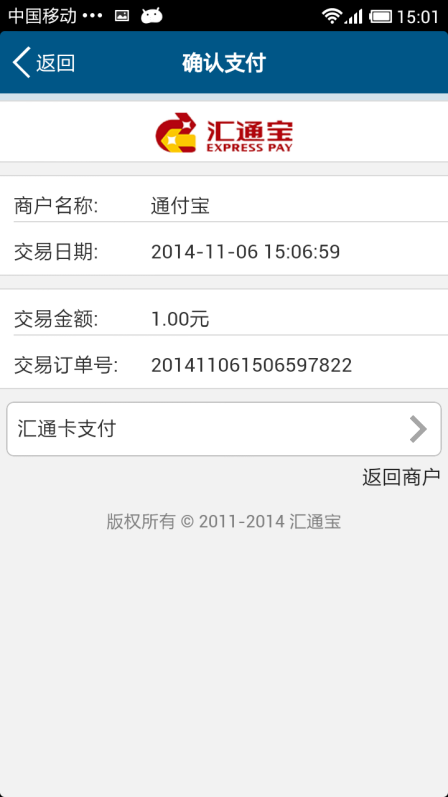 中国移动 ••• 15:01
返回 确认支付
汇通宝
EXPRESS PAY
商户名称: 通付宝
交易日期: 2014-11-06 15:06:59
交易金额: 1.00元
交易订单号: 201411061506597822
汇通卡支付
返回商户
版权所有 © 2011-2014 汇通宝